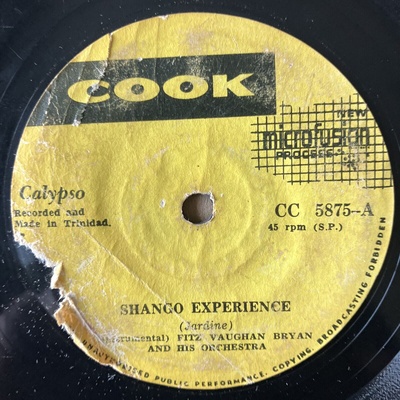 COOK
NEW
microfusion
PROCESS
Calypso
Recorded and
Made in Trinidad.
CC 5875--A
45 rpm (S.P.)
SHANGO EXPERIENCE
(Jardine)
(Instrumental) FITZ VAUGHAN BRYAN
AND HIS ORCHESTRA
UNAUTHORISED PUBLIC PERFORMANCE, COPYING, BROADCASTING FORBIDDEN